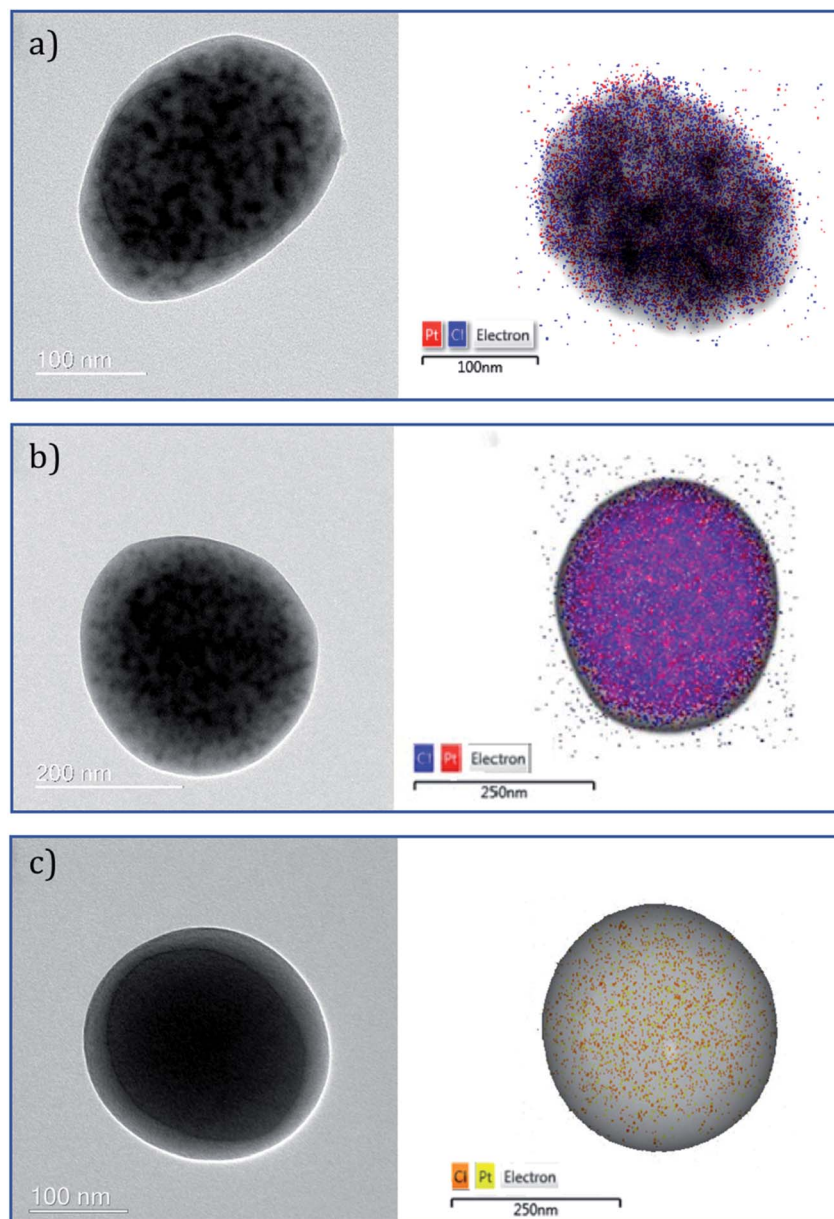 a)
100 nm
Pt Cl Electron
100nm
b)
200 nm
Cl Pt Electron
250nm
c)
100 nm
Cl Pt Electron
250nm